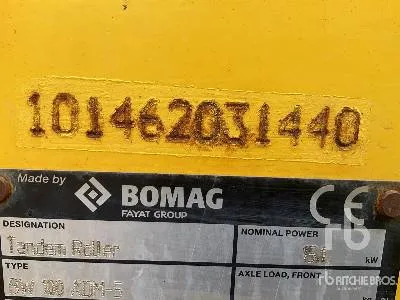 101462031440
Made by
BOMAG
FAYAT GROUP
DESIGNATION
NOMINAL POWER
Tandem Roller
kW
TYPE
AXLE LOAD, FRONT
RITCHIE BROS.